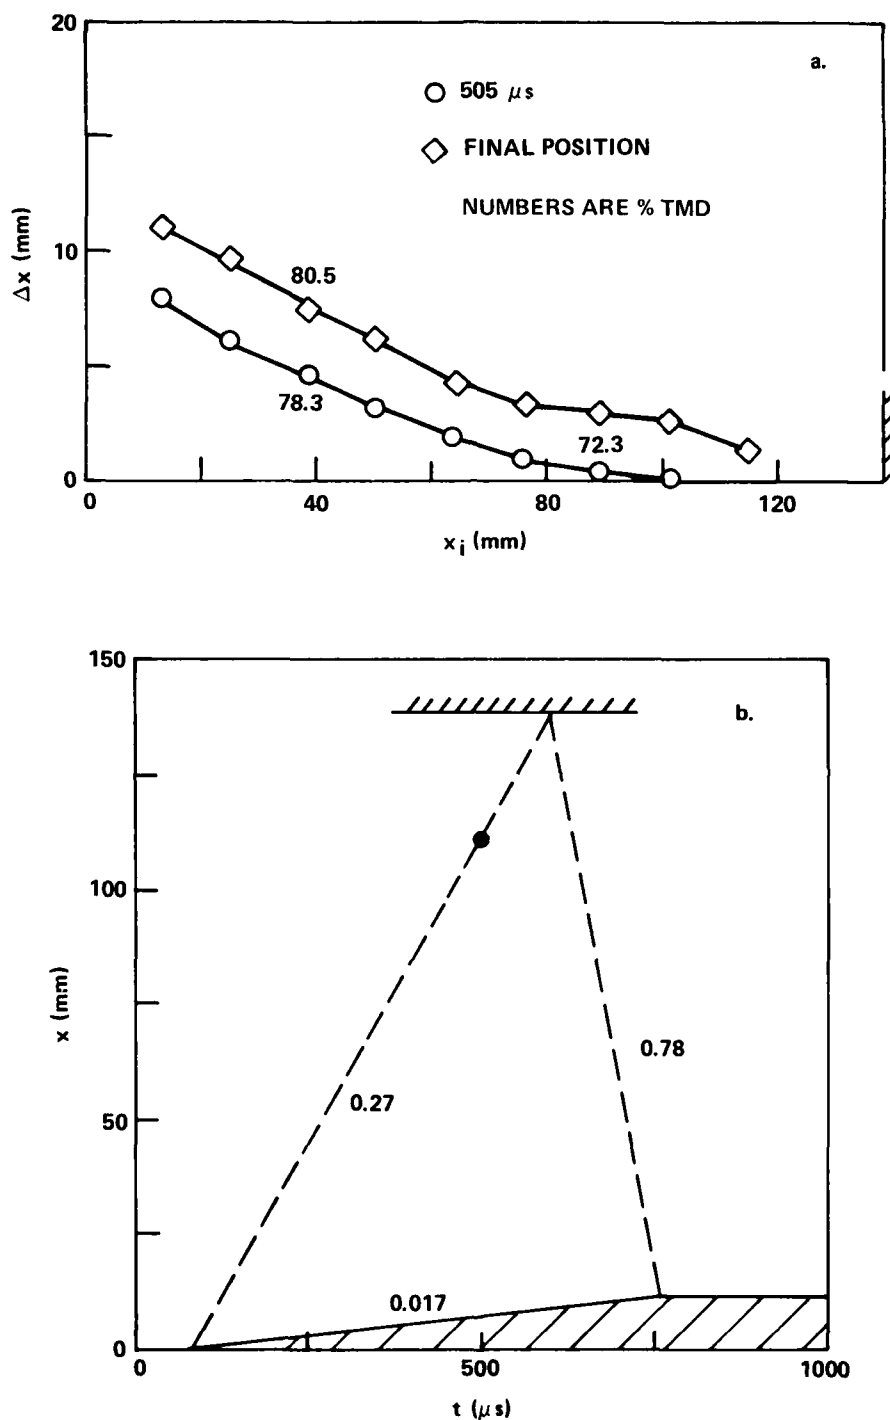 20
a.
505 μs
FINAL POSITION
NUMBERS ARE % TMD
Δx (mm)
10
80.5
78.3
72.3
0
0 40 80 120
x i (mm)
150
b.
100
x (mm)
0.78
0.27
50
0.017
0
0 500 1000
t (μs)